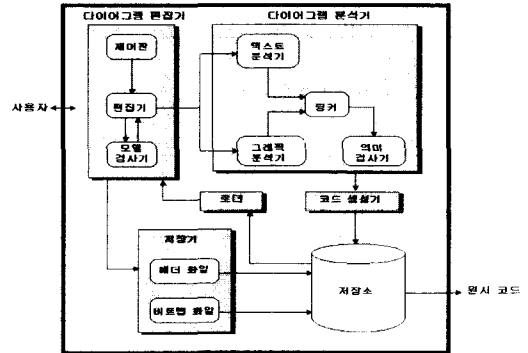 다이어그램 편집기
다이어그램 분석기
제어판
텍스트
분석기
사용자
편집기
링커
모델
검사기
그래픽
분석기
의미
검사기
로더
코드 생성기
저장기
헤더 화일
저장소
원시 코드
비트맵 화일